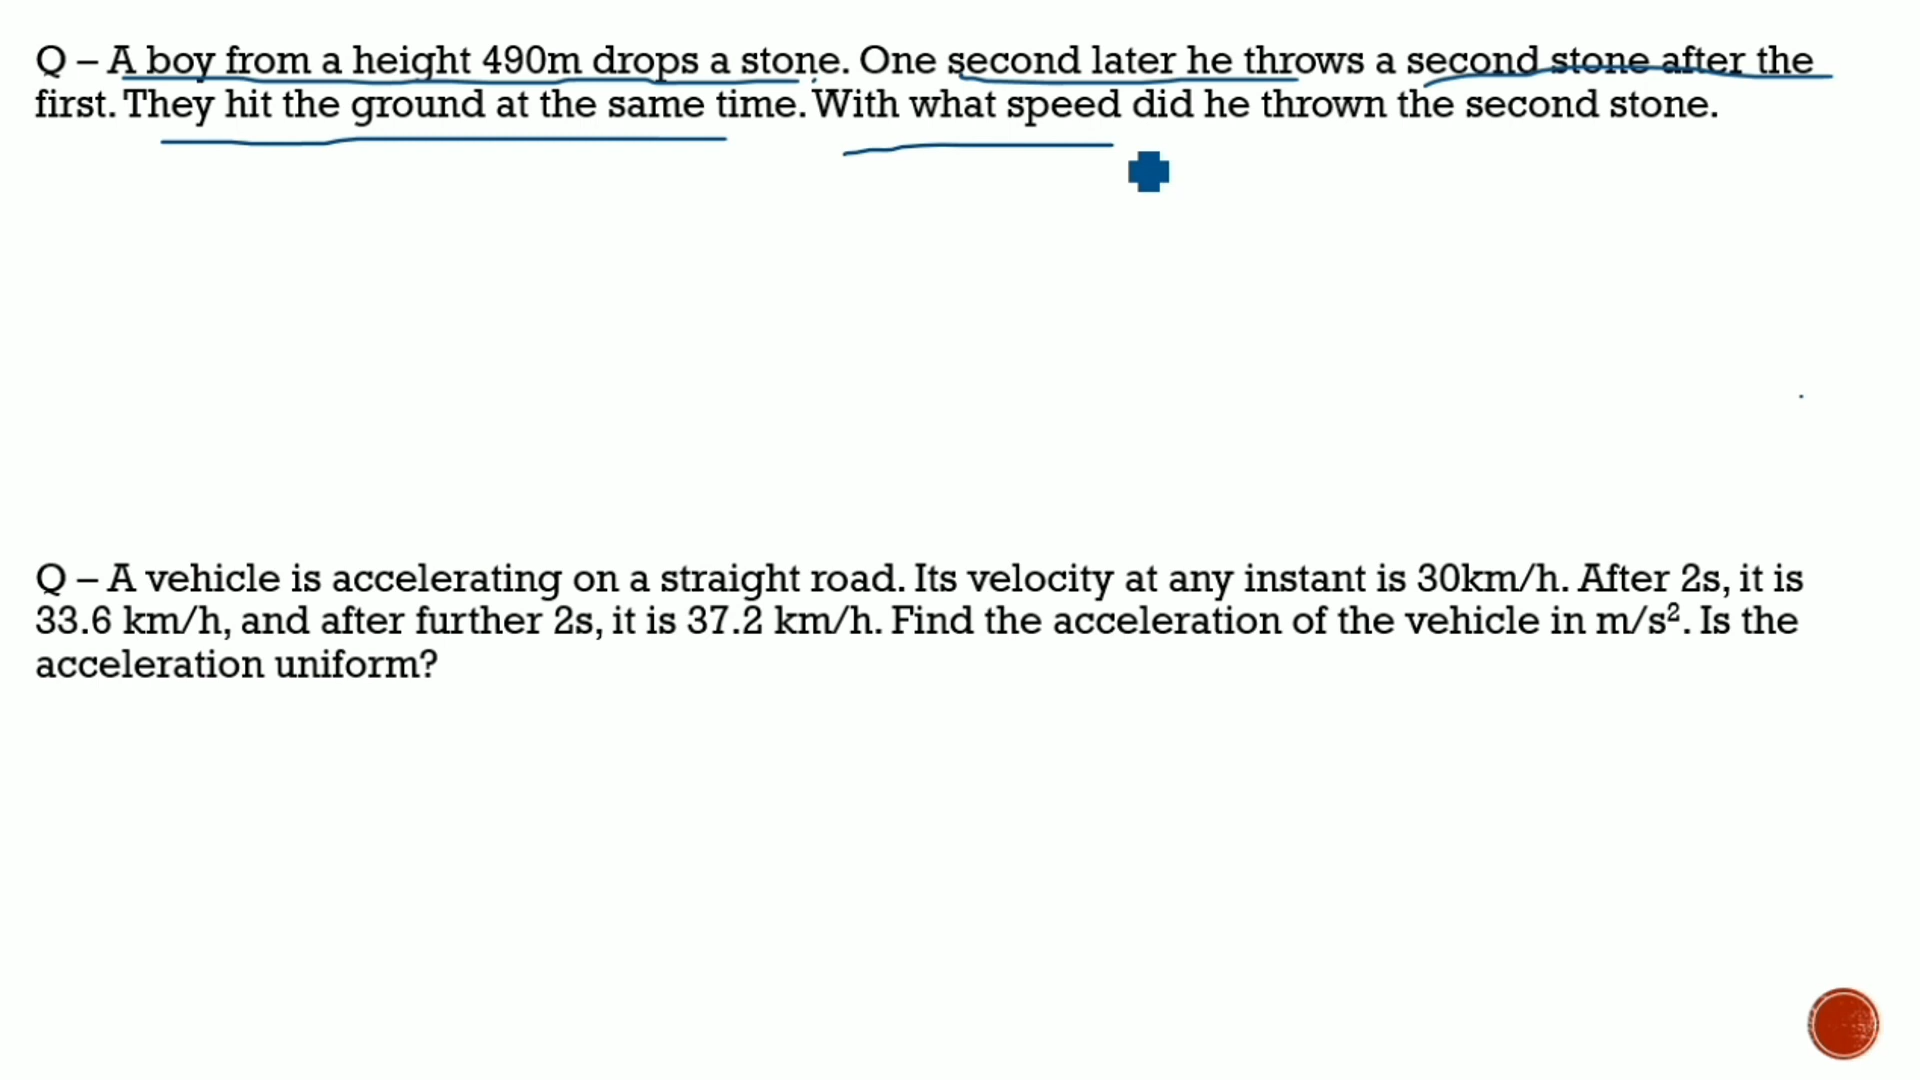 Q – A boy from a height 490m drops a stone. One second later he throws a second stone after the
first. They hit the ground at the same time. With what speed did he thrown the second stone.
Q – A vehicle is accelerating on a straight road. Its velocity at any instant is 30km/h. After 2s, it is
33.6 km/h, and after further 2s, it is 37.2 km/h. Find the acceleration of the vehicle in m/s². Is the
acceleration uniform?